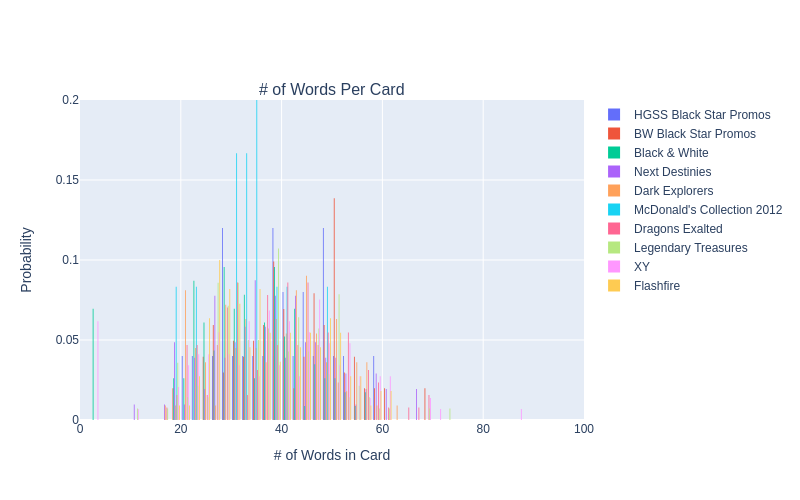 # of Words Per Card
0.2
0.15
0.1
0.05
0
Probability
0 20 40 60 80 100
# of Words in Card
HGSS Black Star Promos
BW Black Star Promos
Black & White
Next Destinies
Dark Explorers
McDonald's Collection 2012
Dragons Exalted
Legendary Treasures
XY
Flashfire